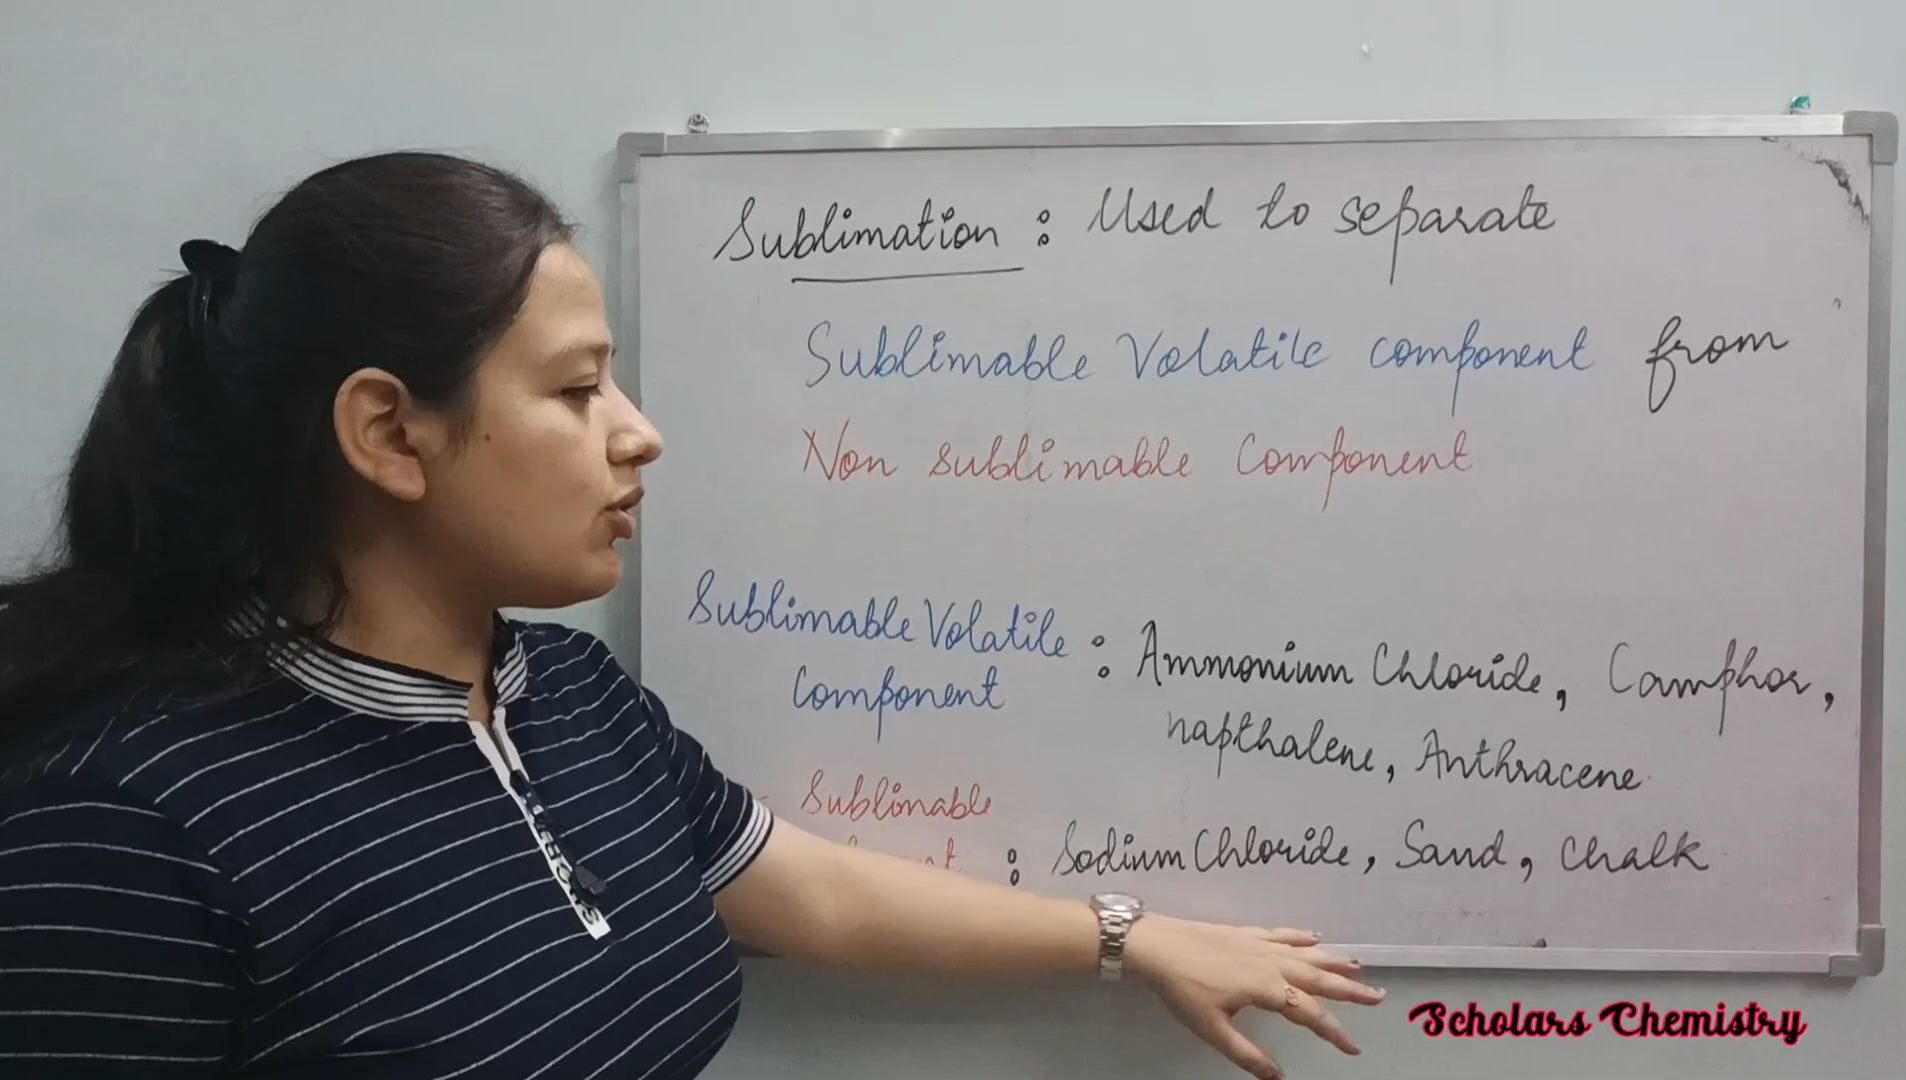 Sublimation : Used to separate
Sublimable Volatile component from
Non sublimable Component
Sublimable Volatile
Component
: Ammonium Chloride, Camphor,
napthalene, Anthracene
Sublimable
: Sodium Chloride, Sand, Chalk
Scholars Chemistry